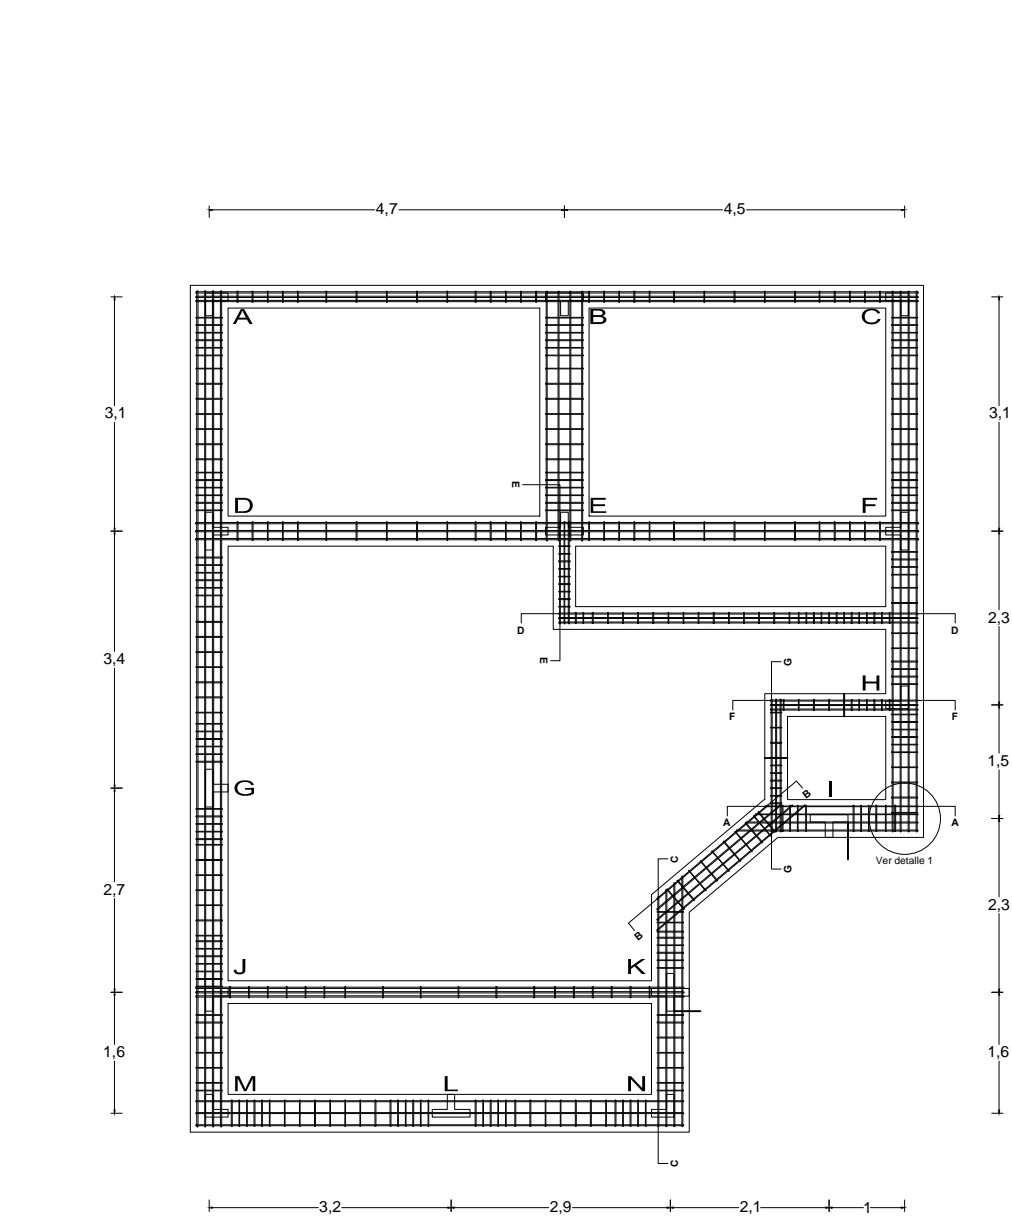 4,7 4,5
A B C
3,1 3,1
E
D E F
2,3
D D
3,4
E G
H
F F
1,5
G I B
A A
Ver detalle 1
C G
2,7 2,3
B
J K
1,6 1,6
M L N
C
3,2 2,9 2,1 1